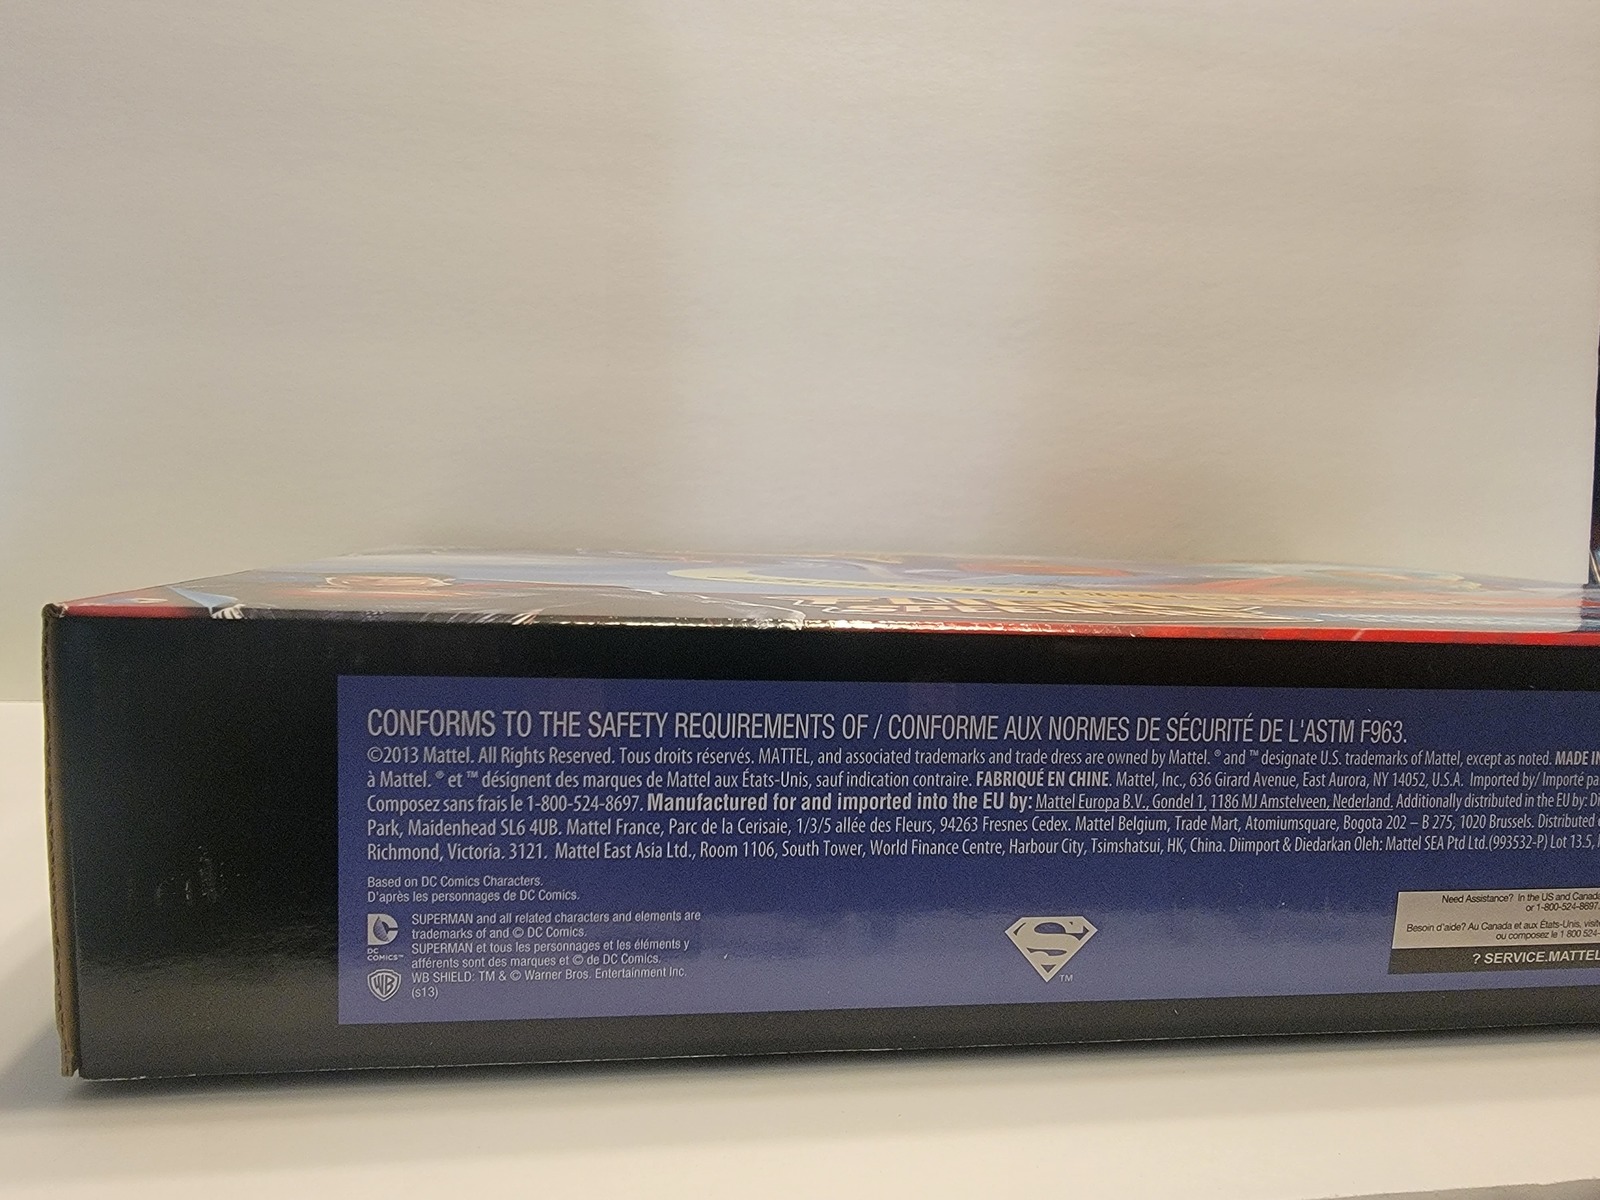 CONFORMS TO THE SAFETY REQUIREMENTS OF / CONFORME AUX NORMES DE SÉCURITÉ DE L'ASTM F963.
©2013 Mattel. All Rights Reserved. Tous droits réservés. MATTEL, and associated trademarks and trade dress are owned by Mattel. ® and ™ designate U.S. trademarks of Mattel, except as noted. MADE IN
à Mattel. ® et ™ désignent des marques de Mattel aux États-Unis, sauf indication contraire. FABRIQUÉ EN CHINE. Mattel, Inc., 636 Girard Avenue, East Aurora, NY 14052, U.S.A. Imported by/ Importé pa
Composez sans frais le 1-800-524-8697. Manufactured for and imported into the EU by: Mattel Europa B.V., Gondel 1, 1186 MJ Amstelveen, Nederland. Additionally distributed in the EU by: Di
Park, Maidenhead SL6 4UB. Mattel France, Parc de la Cerisaie, 1/3/5 allée des Fleurs, 94263 Fresnes Cedex. Mattel Belgium, Trade Mart, Atomiumsquare, Bogota 202 – B 275, 1020 Brussels. Distributed
Richmond, Victoria. 3121. Mattel East Asia Ltd., Room 1106, South Tower, World Finance Centre, Harbour City, Tsimshatsui, HK, China. Diimport & Diedarkan Oleh: Mattel SEA Ptd Ltd.(993532-P) Lot 13.5,
Based on DC Comics Characters.
D'après les personnages de DC Comics.
DC COMICS™
SUPERMAN and all related characters and elements are
trademarks of and © DC Comics.
SUPERMAN et tous les personnages et les éléments y
afférents sont des marques et © de DC Comics.
WB SHIELD: TM & © Warner Bros. Entertainment Inc.
(s13)
WB
S TM
Need Assistance? In the US and Canada
or 1-800-524-8697
Besoin d'aide? Au Canada et aux États-Unis, visite
ou composez le 1 800 524-
? SERVICE.MATTEL